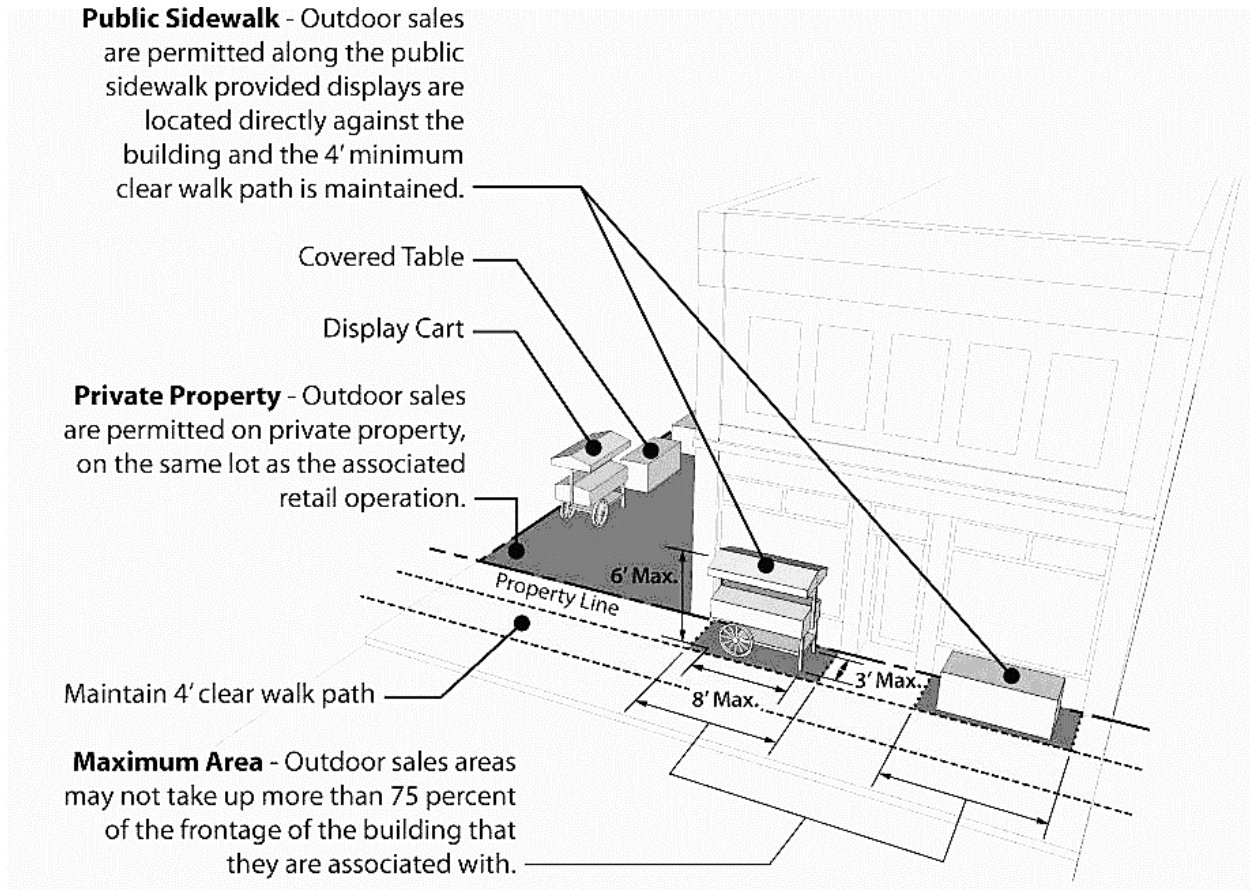 Public Sidewalk - Outdoor sales
are permitted along the public
sidewalk provided displays are
located directly against the
building and the 4' minimum
clear walk path is maintained.
Covered Table
Display Cart
Private Property - Outdoor sales
are permitted on private property,
on the same lot as the associated
retail operation.
6' Max.
Property Line
3' Max.
8' Max.
Maintain 4' clear walk path
Maximum Area - Outdoor sales areas
may not take up more than 75 percent
of the frontage of the building that
they are associated with.